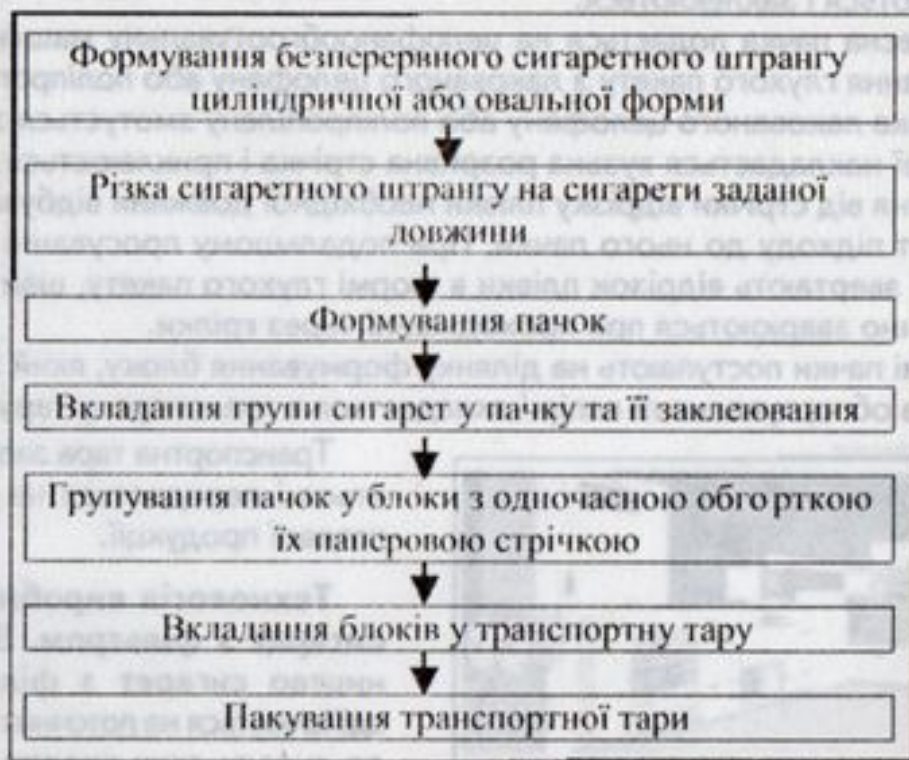 Формування безперервного сигаретного штрангу
циліндричної або овальної форми
Різка сигаретного штрангу на сигарети заданої
довжини
Формування пачок
Вкладання групи сигарет у пачку та її заклеювання
Групування пачок у блоки з одночасною обгорткою
їх паперовою стрічкою
Вкладання блоків у транспортну тару
Пакування транспортної тари